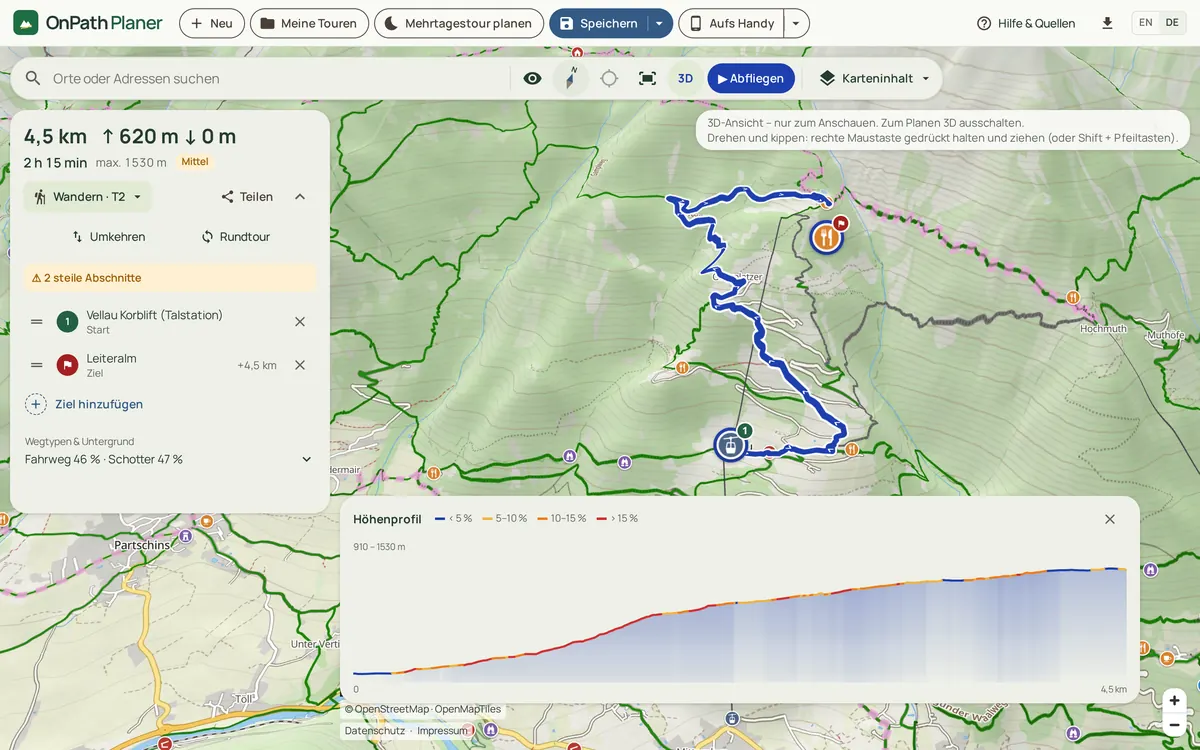 OnPath Planer
Neu
Meine Touren
Mehrtagestour planen
Speichern
Aufs Handy
Hilfe & Quellen
EN
DE
Orte oder Adressen suchen
N
3D
Abfliegen
Karteninhalt
3D-Ansicht – nur zum Anschauen. Zum Planen 3D ausschalten.
Drehen und kippen: rechte Maustaste gedrückt halten und ziehen (oder Shift + Pfeiltasten).
4,5 km ↑ 620 m ↓ 0 m
2 h 15 min max. 1530 m Mittel
Wandern · T2
Teilen
Umkehren
Rundtour
⚠ 2 steile Abschnitte
1
Vellau Korblift (Talstation)
Start
Leiteralm
Ziel
+4,5 km
Ziel hinzufügen
Wegtypen & Untergrund
Fahrweg 46 % · Schotter 47 %
Hochmuth
Muthöfe
1
dermair
Partschins
Töll
Höhenprofil
< 5 %
5–10 %
10–15 %
> 15 %
910 – 1530 m
0
4,5 km
© OpenStreetMap · OpenMapTiles
Datenschutz · Impressum